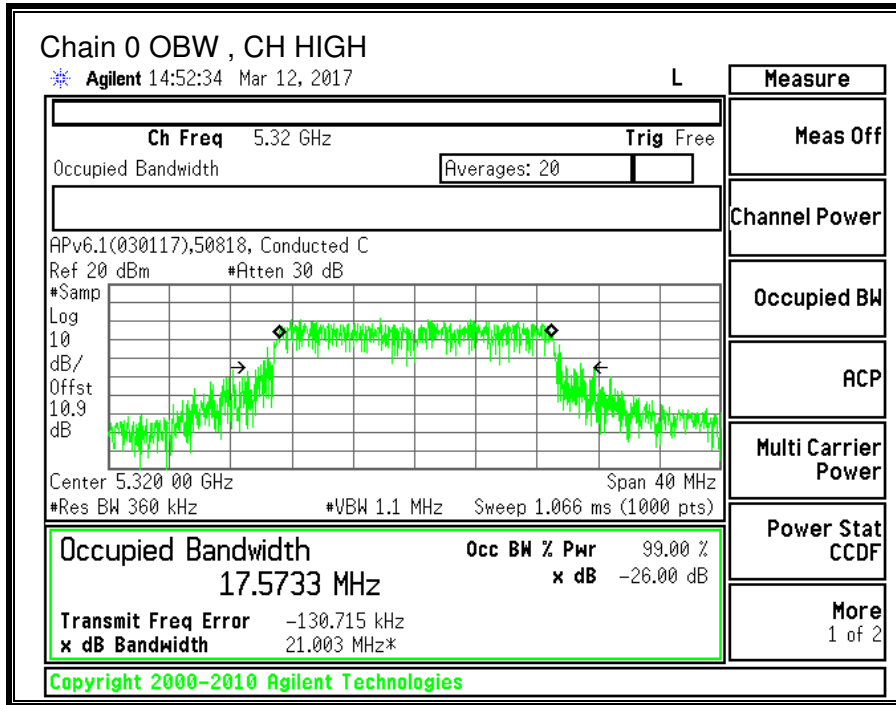 Chain 0 OBW , CH HIGH
Agilent 14:52:34 Mar 12, 2017 L
Measure
Ch Freq 5.32 GHz Trig Free
Meas Off
Occupied Bandwidth Averages: 20
Channel Power
APv6.1(030117),50818, Conducted C
Ref 20 dBm #Atten 30 dB
#Samp
Log
10
dB/
Offst
10.9
dB
Occupied BW
ACP
Multi Carrier
Power
Center 5.320 00 GHz Span 40 MHz
#Res BW 360 kHz #VBW 1.1 MHz Sweep 1.066 ms (1000 pts)
Power Stat
CCDF
Occupied Bandwidth Occ BW % Pwr 99.00 %
17.5733 MHz x dB -26.00 dB
Transmit Freq Error -130.715 kHz
x dB Bandwidth 21.003 MHz*
More
1 of 2
Copyright 2000-2010 Agilent Technologies